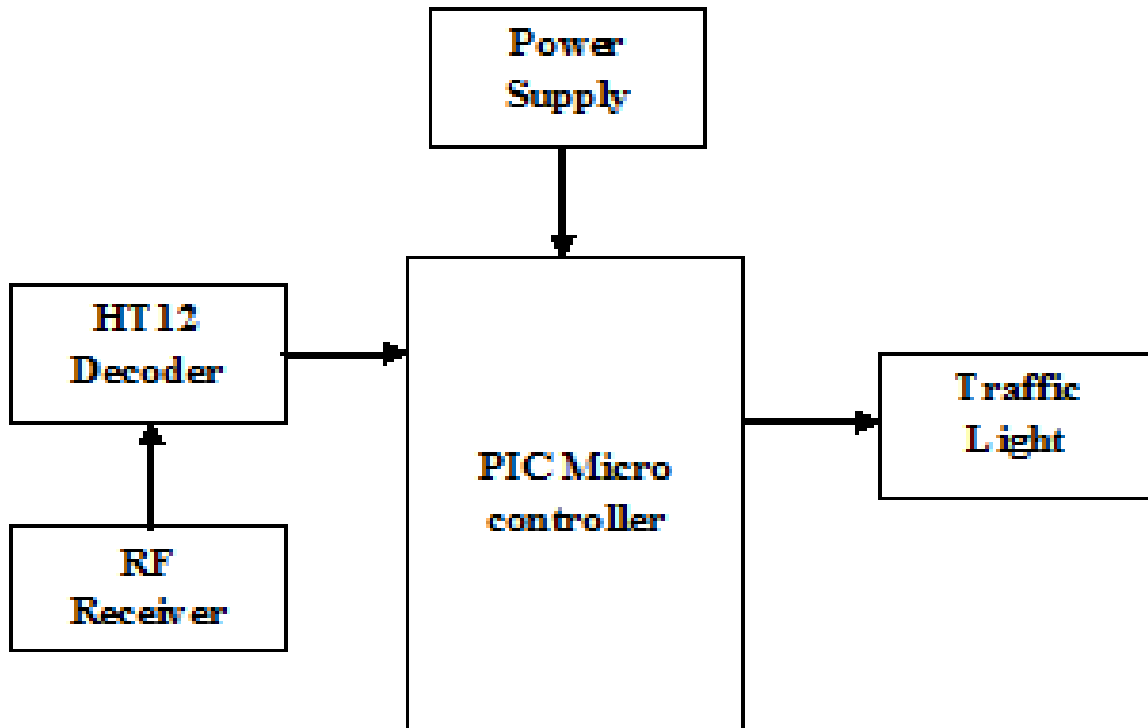 Power
Supply
HT12
Decoder
Traffic
Light
PIC Micro
controller
RF
Receiver